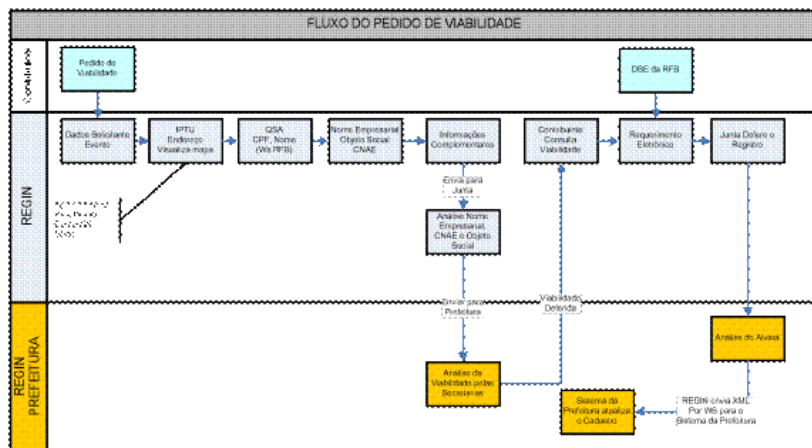 FLUXO DO PEDIDO DE VIABILIDADE
Pedido de
Viabilidade
DBE da RFB
REGIN
Dados Solicitante
Evento
IPTU
Endereço
Visualiza mapa
QSA
CPF, Nome
(Ws RFB)
Nome Empresarial
Objeto Social
CNAE
Informações
Complementares
Contribuinte
Consulta
Viabilidade
Requerimento
Eletrônico
Junta Defere o
Registro
Envia para
Junta
Análise Nome
Empresarial,
CNAE e Objeto
Social
Enviar para
Prefeitura
Viabilidade
Deferida
REGIN
PREFEITURA
Análise de
Viabilidade pelas
Secretarias
Análise do Alvará
Sistema da
Prefeitura atualiza
o Cadastro
REGIN envia XML
Por WS para o
Sistema da Prefeitura